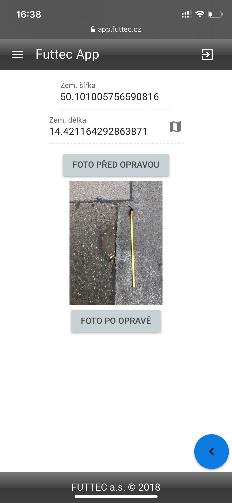 16:38
app.futtec.cz
Futtec App
Zem. šířka
50.101005756590816
Zem. délka
14.421164292863871
FOTO PŘED OPRAVOU
FOTO PO OPRAVĚ
FUTTEC a.s. © 2018